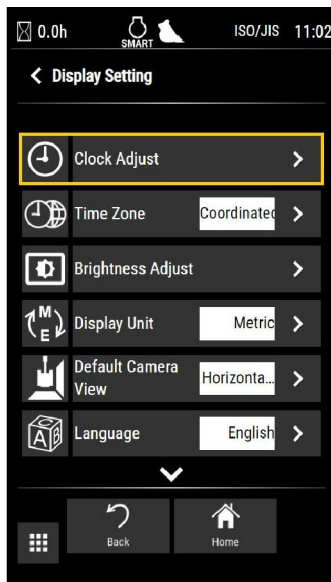 0.0h SMART ISO/JIS 11:02
Display Setting
Clock Adjust
Time Zone Coordinated
Brightness Adjust
M E Display Unit Metric
Default Camera
View Horizonta...
A Language English
Back Home